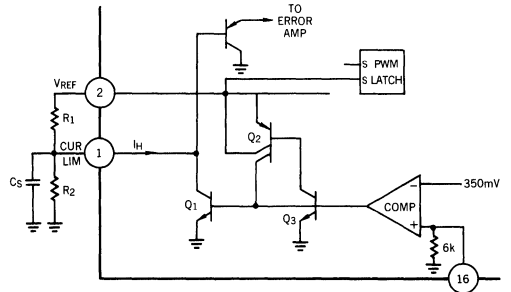 TO
ERROR
AMP
S PWM
S LATCH
VREF
2
R1
Q2
CUR
LIM
1
IH
CS
R2
Q1
Q3
COMP
−
350mV
+
6k
16